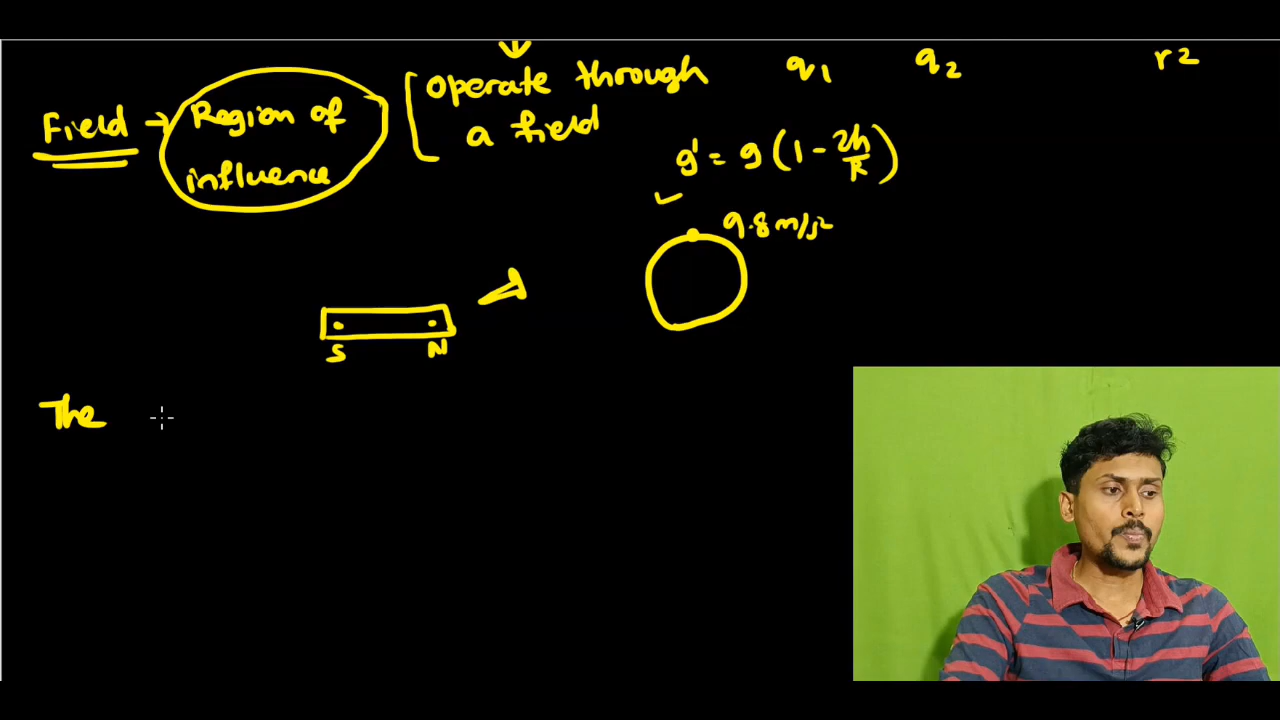 Operate through
a field
q1 q2 r2
Field → Region of
influence
g' = g (1 - 2h/R)
9.8 m/s²
S N
The